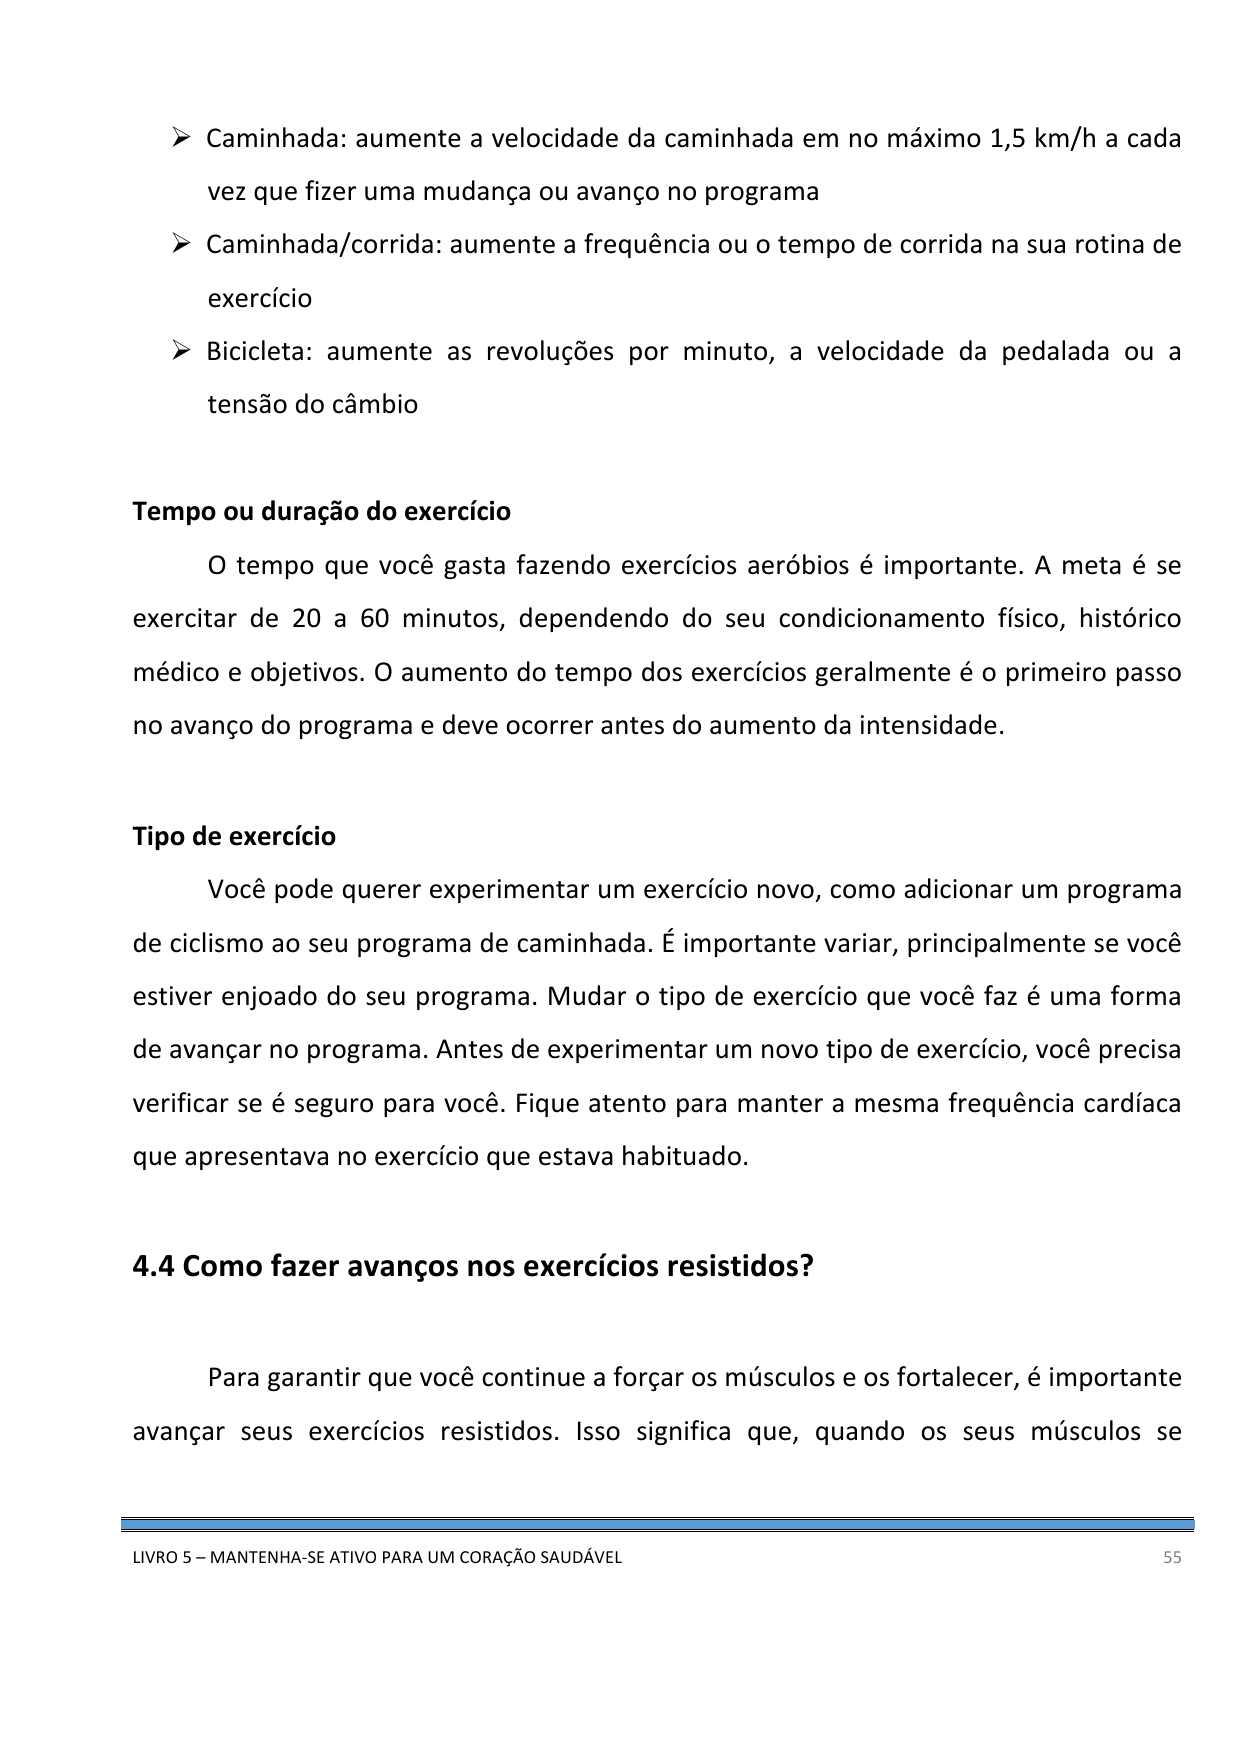 ➢ Caminhada: aumente a velocidade da caminhada em no máximo 1,5 km/h a cada
vez que fizer uma mudança ou avanço no programa
➢ Caminhada/corrida: aumente a frequência ou o tempo de corrida na sua rotina de
exercício
➢ Bicicleta: aumente as revoluções por minuto, a velocidade da pedalada ou a
tensão do câmbio
Tempo ou duração do exercício
O tempo que você gasta fazendo exercícios aeróbios é importante. A meta é se
exercitar de 20 a 60 minutos, dependendo do seu condicionamento físico, histórico
médico e objetivos. O aumento do tempo dos exercícios geralmente é o primeiro passo
no avanço do programa e deve ocorrer antes do aumento da intensidade.
Tipo de exercício
Você pode querer experimentar um exercício novo, como adicionar um programa
de ciclismo ao seu programa de caminhada. É importante variar, principalmente se você
estiver enjoado do seu programa. Mudar o tipo de exercício que você faz é uma forma
de avançar no programa. Antes de experimentar um novo tipo de exercício, você precisa
verificar se é seguro para você. Fique atento para manter a mesma frequência cardíaca
que apresentava no exercício que estava habituado.
4.4 Como fazer avanços nos exercícios resistidos?
Para garantir que você continue a forçar os músculos e os fortalecer, é importante
avançar seus exercícios resistidos. Isso significa que, quando os seus músculos se
LIVRO 5 – MANTENHA-SE ATIVO PARA UM CORAÇÃO SAUDÁVEL 55